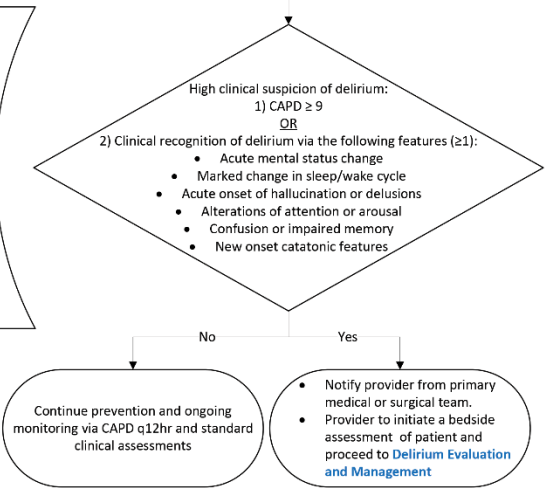 High clinical suspicion of delirium:
1) CAPD ≥ 9
OR
2) Clinical recognition of delirium via the following features (≥1):
• Acute mental status change
• Marked change in sleep/wake cycle
• Acute onset of hallucination or delusions
• Alterations of attention or arousal
• Confusion or impaired memory
• New onset catatonic features
No
Yes
Continue prevention and ongoing
monitoring via CAPD q12hr and standard
clinical assessments
• Notify provider from primary
medical or surgical team.
• Provider to initiate a bedside
assessment of patient and
proceed to Delirium Evaluation
and Management